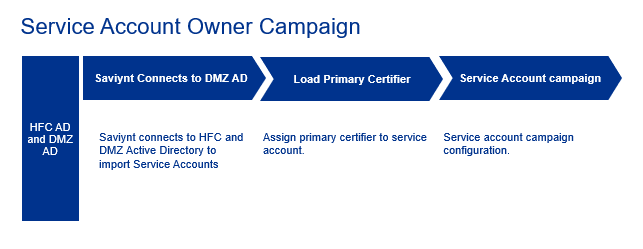 Service Account Owner Campaign
HFC AD
and DMZ
AD
Saviynt Connects to DMZ AD
Load Primary Certifier
Service Account campaign
Saviynt connects to HFC and
DMZ Active Directory to
import Service Accounts
Assign primary certifier to service
account.
Service account campaign
configuration.